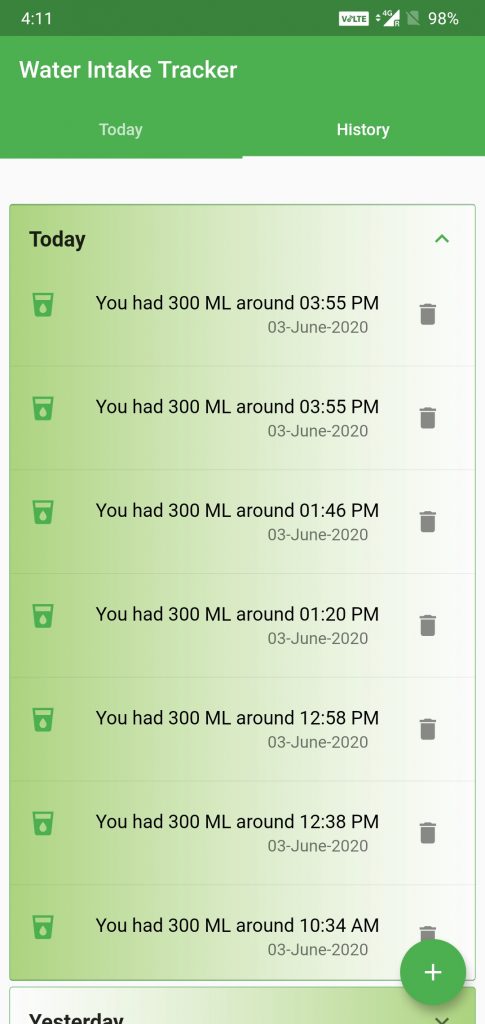 4:11
VoLTE 4G R 98%
Water Intake Tracker
Today History
Today
You had 300 ML around 03:55 PM
03-June-2020
You had 300 ML around 03:55 PM
03-June-2020
You had 300 ML around 01:46 PM
03-June-2020
You had 300 ML around 01:20 PM
03-June-2020
You had 300 ML around 12:58 PM
03-June-2020
You had 300 ML around 12:38 PM
03-June-2020
You had 300 ML around 10:34 AM
03-June-2020
Yesterday